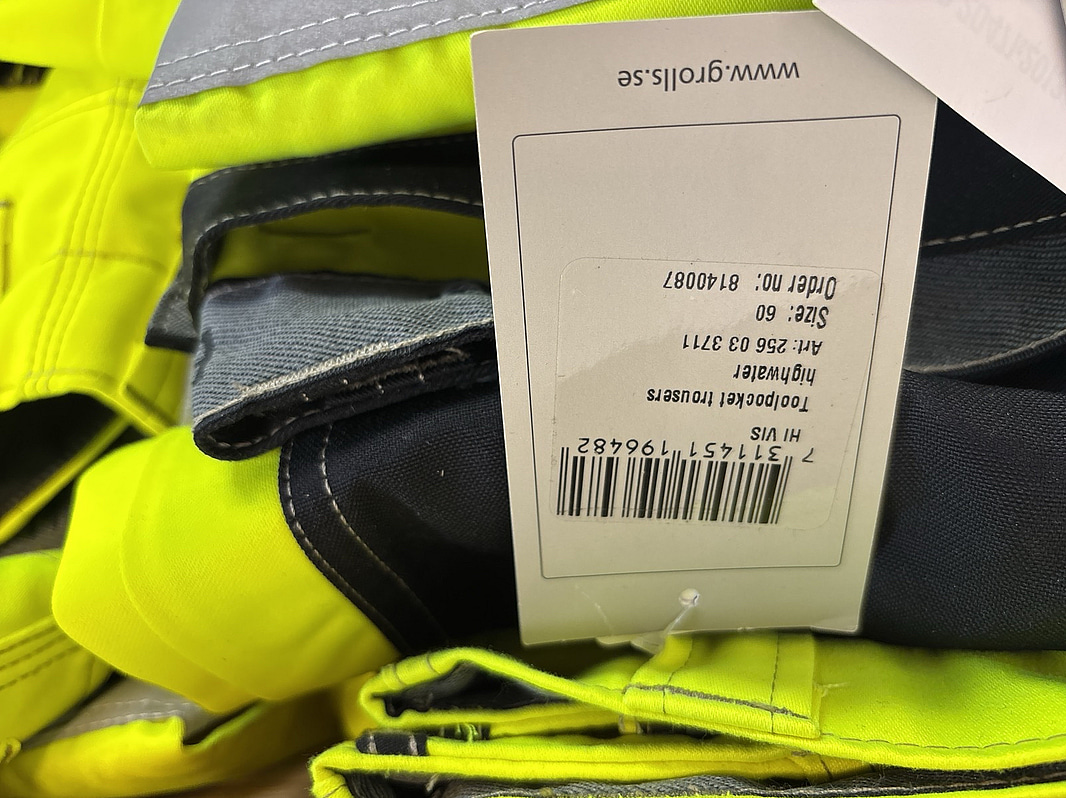 7 311451 196482
HI VIS
Toolpocket trousers
highwater
Art: 256 03 3711
Size: 60
Order no: 8140087
www.grolls.se